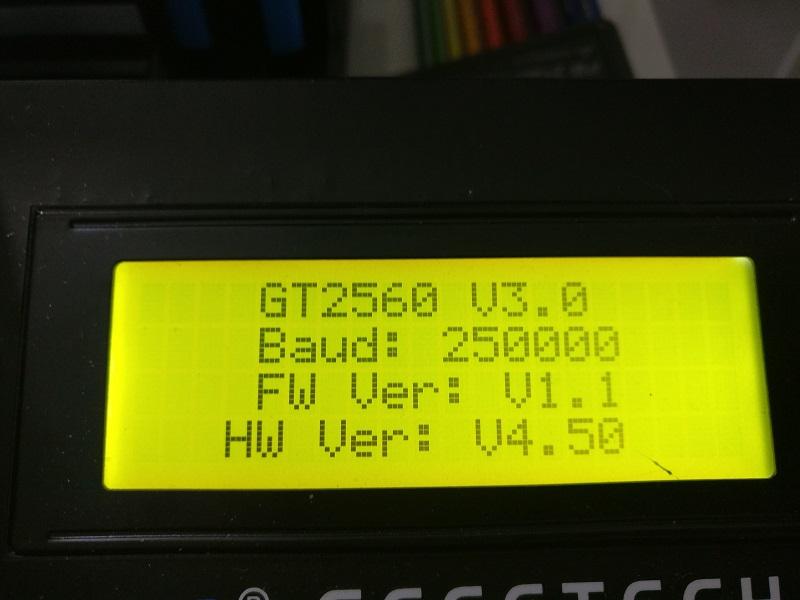 GT2560 V3.0
Baud: 250000
FW Ver: V1.1
HW Ver: V4.50
®